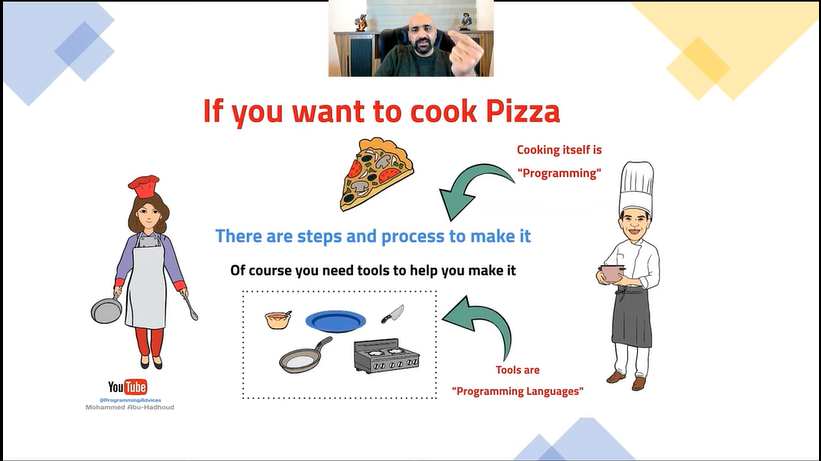 If you want to cook Pizza
Cooking itself is
"Programming"
There are steps and process to make it
Of course you need tools to help you make it
Tools are
"Programming Languages"
YouTube
@ProgrammingAdvices
Mohammed Abu-Hadhoud